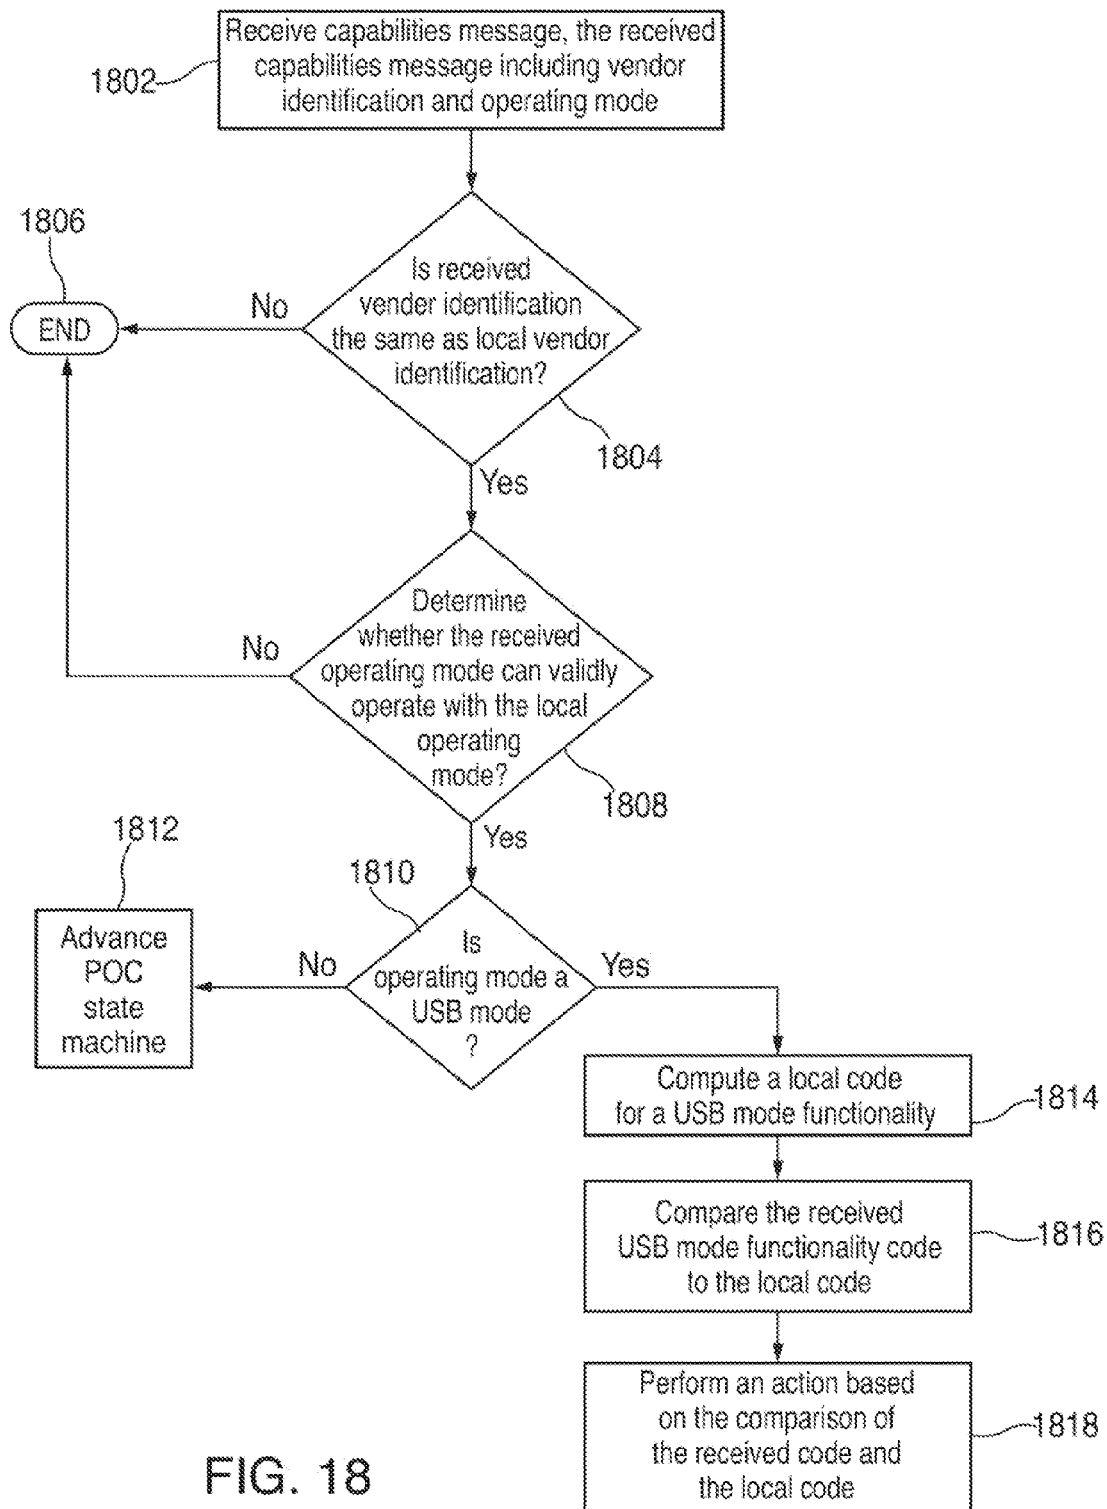 Receive capabilities message, the received
capabilities message including vendor
identification and operating mode
1802
1806
END
No
Is received
vender identification
the same as local vendor
identification?
1804
Yes
Determine
whether the received
operating mode can validly
operate with the local
operating
mode?
No
1808
Yes
1812
1810
Advance
POC
state
machine
No
Is
operating mode a
USB mode
?
Yes
Compute a local code
for a USB mode functionality
1814
Compare the received
USB mode functionality code
to the local code
1816
Perform an action based
on the comparison of
the received code and
the local code
1818
FIG. 18